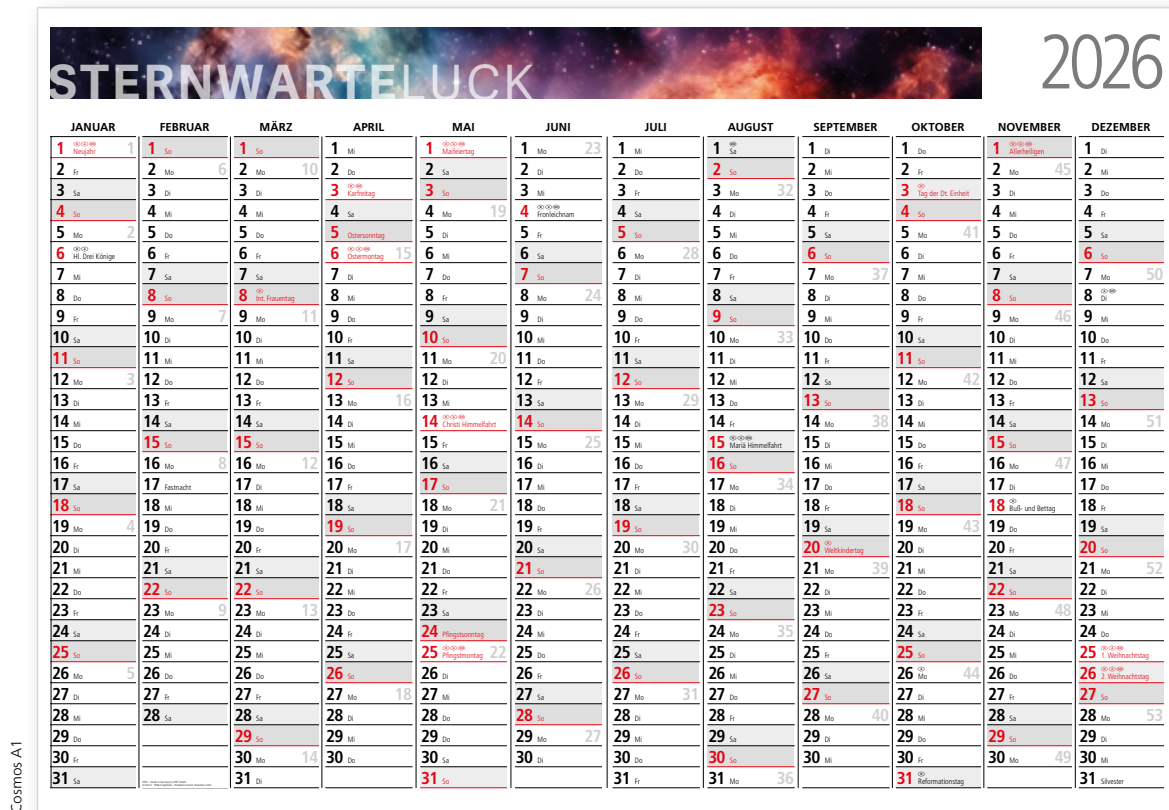 STERNWARTELUCK
2026
JANUAR
1 Neujahr 1
2 Fr
3 Sa
4 So
5 Mo 2
6 Hl. Drei Könige
7 Mi
8 Do
9 Fr
10 Sa
11 So
12 Mo 3
13 Di
14 Mi
15 Do
16 Fr
17 Sa
18 So
19 Mo 4
20 Di
21 Mi
22 Do
23 Fr
24 Sa
25 So
26 Mo 5
27 Di
28 Mi
29 Do
30 Fr
31 Sa
FEBRUAR
1 So
2 Mo 6
3 Di
4 Mi
5 Do
6 Fr
7 Sa
8 So
9 Mo 7
10 Di
11 Mi
12 Do
13 Fr
14 Sa
15 So
16 Mo 8
17 Fastnacht
18 Mi
19 Do
20 Fr
21 Sa
22 So
23 Mo 9
24 Di
25 Mi
26 Do
27 Fr
28 Sa
MÄRZ
1 So
2 Mo 10
3 Di
4 Mi
5 Do
6 Fr
7 Sa
8 Int. Frauentag
9 Mo 11
10 Di
11 Mi
12 Do
13 Fr
14 Sa
15 So
16 Mo 12
17 Di
18 Mi
19 Do
20 Fr
21 Sa
22 So
23 Mo 13
24 Di
25 Mi
26 Do
27 Fr
28 Sa
29 So
30 Mo 14
31 Di
APRIL
1 Mi
2 Do
3 Karfreitag
4 Sa
5 Ostersonntag
6 Ostermontag 15
7 Di
8 Mi
9 Do
10 Fr
11 Sa
12 So
13 Mo 16
14 Di
15 Mi
16 Do
17 Fr
18 Sa
19 So
20 Mo 17
21 Di
22 Mi
23 Do
24 Fr
25 Sa
26 So
27 Mo 18
28 Di
29 Mi
30 Do
MAI
1 Maifeiertag
2 Sa
3 So
4 Mo 19
5 Di
6 Mi
7 Do
8 Fr
9 Sa
10 So
11 Mo 20
12 Di
13 Mi
14 Christi Himmelfahrt
15 Fr
16 Sa
17 So
18 Mo 21
19 Di
20 Mi
21 Do
22 Fr
23 Sa
24 Pfingstsonntag
25 Pfingstmontag 22
26 Di
27 Mi
28 Do
29 Fr
30 Sa
31 So
JUNI
1 Mo 23
2 Di
3 Mi
4 Fronleichnam
5 Fr
6 Sa
7 So
8 Mo 24
9 Di
10 Mi
11 Do
12 Fr
13 Sa
14 So
15 Mo 25
16 Di
17 Mi
18 Do
19 Fr
20 Sa
21 So
22 Mo 26
23 Di
24 Mi
25 Do
26 Fr
27 Sa
28 So
29 Mo 27
30 Di
JULI
1 Mi
2 Do
3 Fr
4 Sa
5 So
6 Mo 28
7 Di
8 Mi
9 Do
10 Fr
11 Sa
12 So
13 Mo 29
14 Di
15 Mi
16 Do
17 Fr
18 Sa
19 So
20 Mo 30
21 Di
22 Mi
23 Do
24 Fr
25 Sa
26 So
27 Mo 31
28 Di
29 Mi
30 Do
31 Fr
AUGUST
1 Sa
2 So
3 Mo 32
4 Di
5 Mi
6 Do
7 Fr
8 Sa
9 So
10 Mo 33
11 Di
12 Mi
13 Do
14 Fr
15 Mariä Himmelfahrt
16 So
17 Mo 34
18 Di
19 Mi
20 Do
21 Fr
22 Sa
23 So
24 Mo 35
25 Di
26 Mi
27 Do
28 Fr
29 Sa
30 So
31 Mo 36
SEPTEMBER
1 Di
2 Mi
3 Do
4 Fr
5 Sa
6 So
7 Mo 37
8 Di
9 Mi
10 Do
11 Fr
12 Sa
13 So
14 Mo 38
15 Di
16 Mi
17 Do
18 Fr
19 Sa
20 Weltkindertag
21 Mo 39
22 Di
23 Mi
24 Do
25 Fr
26 Sa
27 So
28 Mo 40
29 Di
30 Mi
OKTOBER
1 Do
2 Fr
3 Tag der Dt. Einheit
4 So
5 Mo 41
6 Di
7 Mi
8 Do
9 Fr
10 Sa
11 So
12 Mo 42
13 Di
14 Mi
15 Do
16 Fr
17 Sa
18 So
19 Mo 43
20 Di
21 Mi
22 Do
23 Fr
24 Sa
25 So
26 Mo 44
27 Di
28 Mi
29 Do
30 Fr
31 Reformationstag
NOVEMBER
1 Allerheiligen
2 Mo 45
3 Di
4 Mi
5 Do
6 Fr
7 Sa
8 So
9 Mo 46
10 Di
11 Mi
12 Do
13 Fr
14 Sa
15 So
16 Mo 47
17 Di
18 Buß- und Bettag
19 Do
20 Fr
21 Sa
22 So
23 Mo 48
24 Di
25 Mi
26 Do
27 Fr
28 Sa
29 So
30 Mo 49
DEZEMBER
1 Di
2 Mi
3 Do
4 Fr
5 Sa
6 So
7 Mo 50
8 Di
9 Mi
10 Do
11 Fr
12 Sa
13 So
14 Mo 51
15 Di
16 Mi
17 Do
18 Fr
19 Sa
20 So
21 Mo 52
22 Di
23 Mi
24 Do
25 1. Weihnachtstag
26 2. Weihnachtstag
27 So
28 Mo 53
29 Di
30 Mi
31 Silvester
Cosmos A1